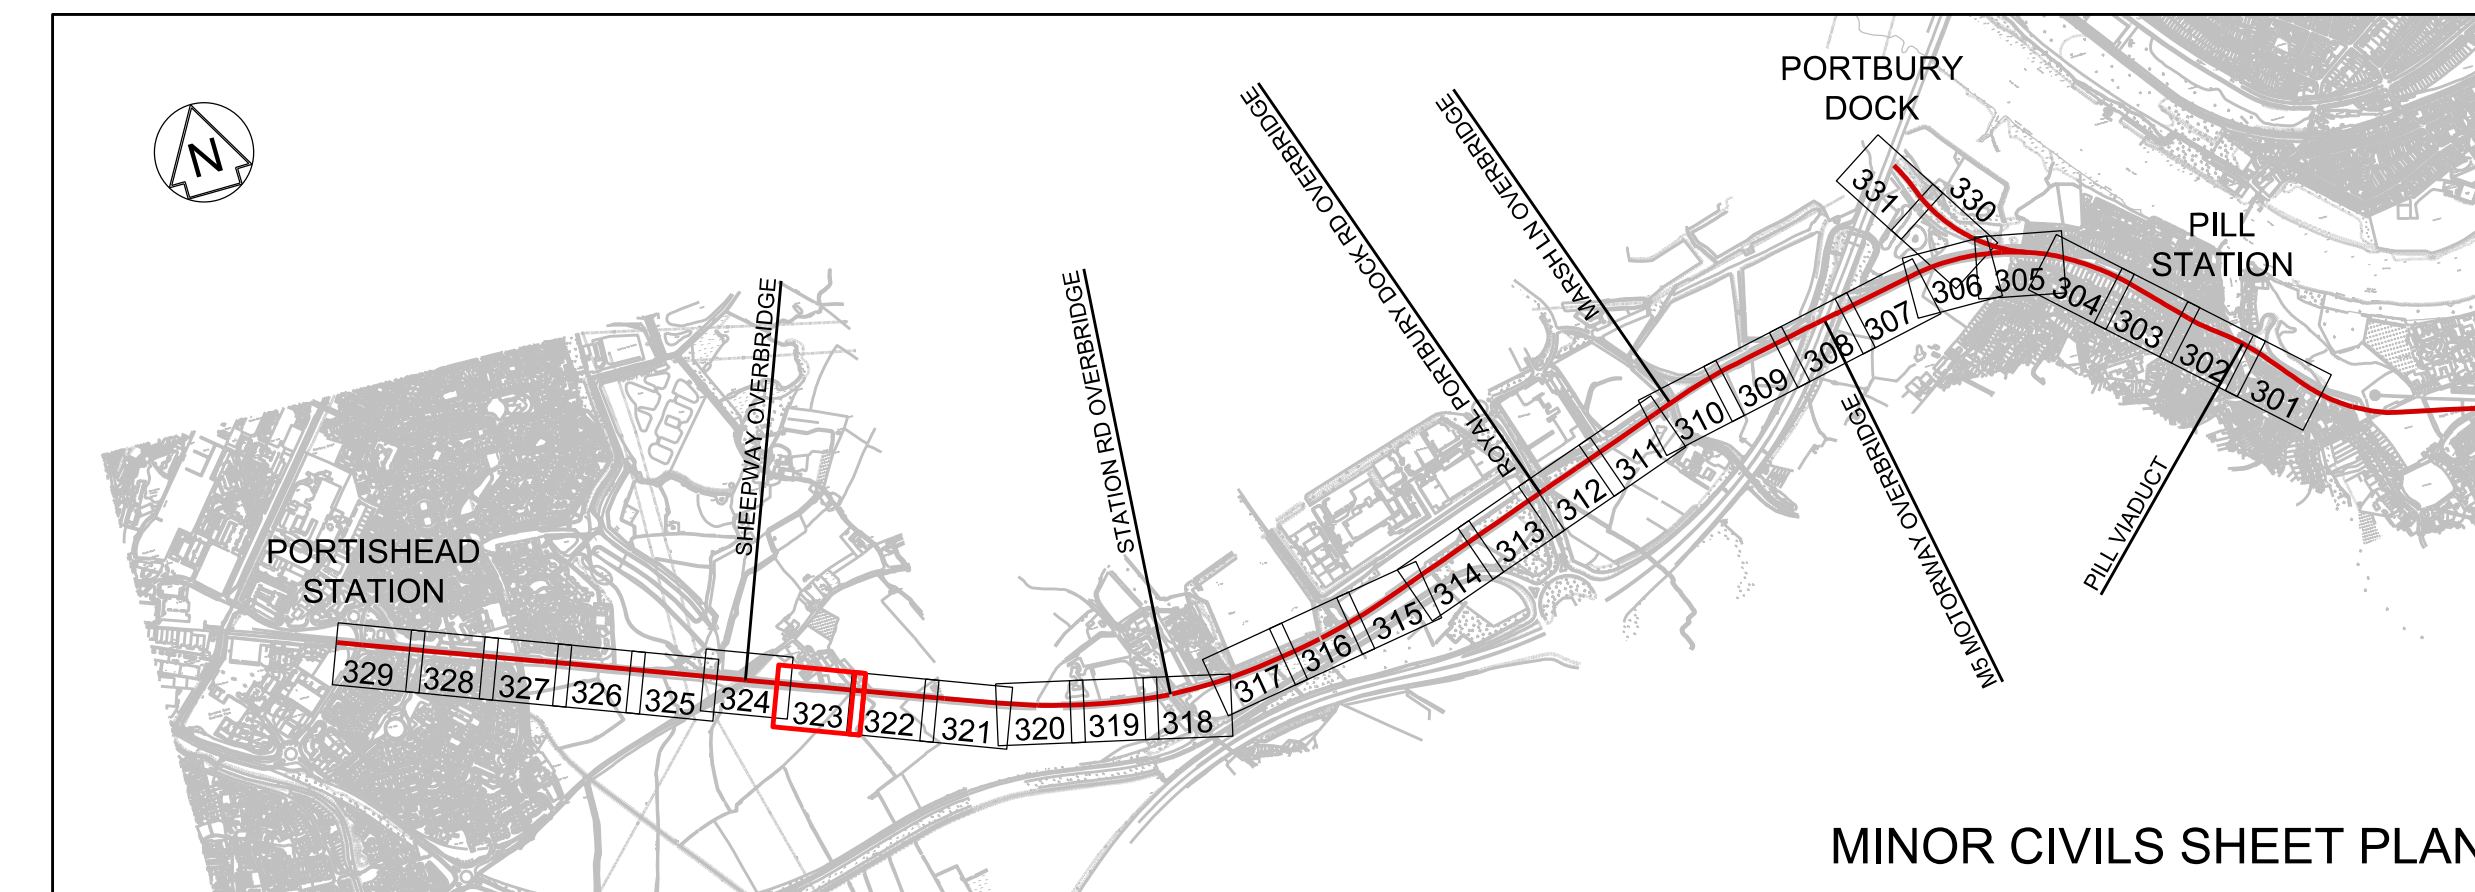 N
PORTBURY
DOCK
PILL
STATION
SHEEPWAY OVERBRIDGE
STATION RD OVERBRIDGE
ROYAL PORTBURY DOCK RD OVERBRIDGE
MARSH LN OVERBRIDGE
M5 MOTORWAY OVERBRIDGE
PILL VIADUCT
PORTISHEAD
STATION
329
328
327
326
325
324
323
322
321
320
319
318
317
316
315
314
313
312
311
310
309
308
307
306
305
304
303
302
301
331
330
MINOR CIVILS SHEET PLAN